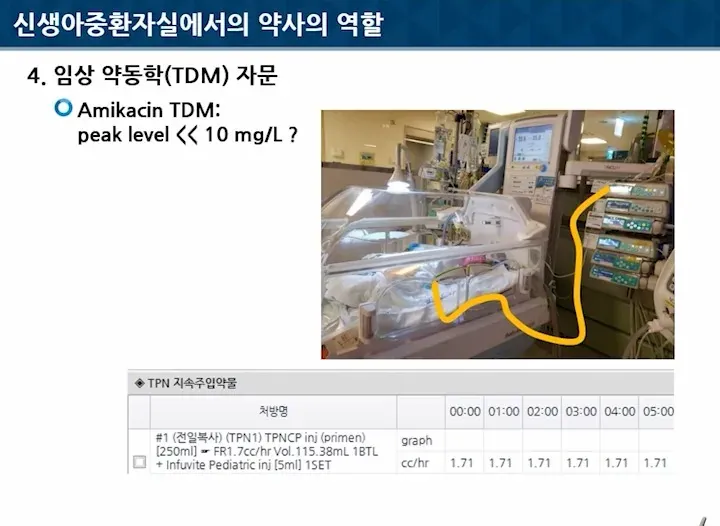 신생아중환자실에서의 약사의 역할
4. 임상 약동학(TDM) 자문
Amikacin TDM:
peak level << 10 mg/L ?
◈ TPN 지속주입약물
처방명 00:00 01:00 02:00 03:00 04:00 05:00
#1 (전일복사) (TPN1) TPNCP inj (primen) graph
[250ml] ☞ FR1.7cc/hr Vol.115.38mL 1BTL
+ Infuvite Pediatric inj [5ml] 1SET cc/hr 1.71 1.71 1.71 1.71 1.71 1.71